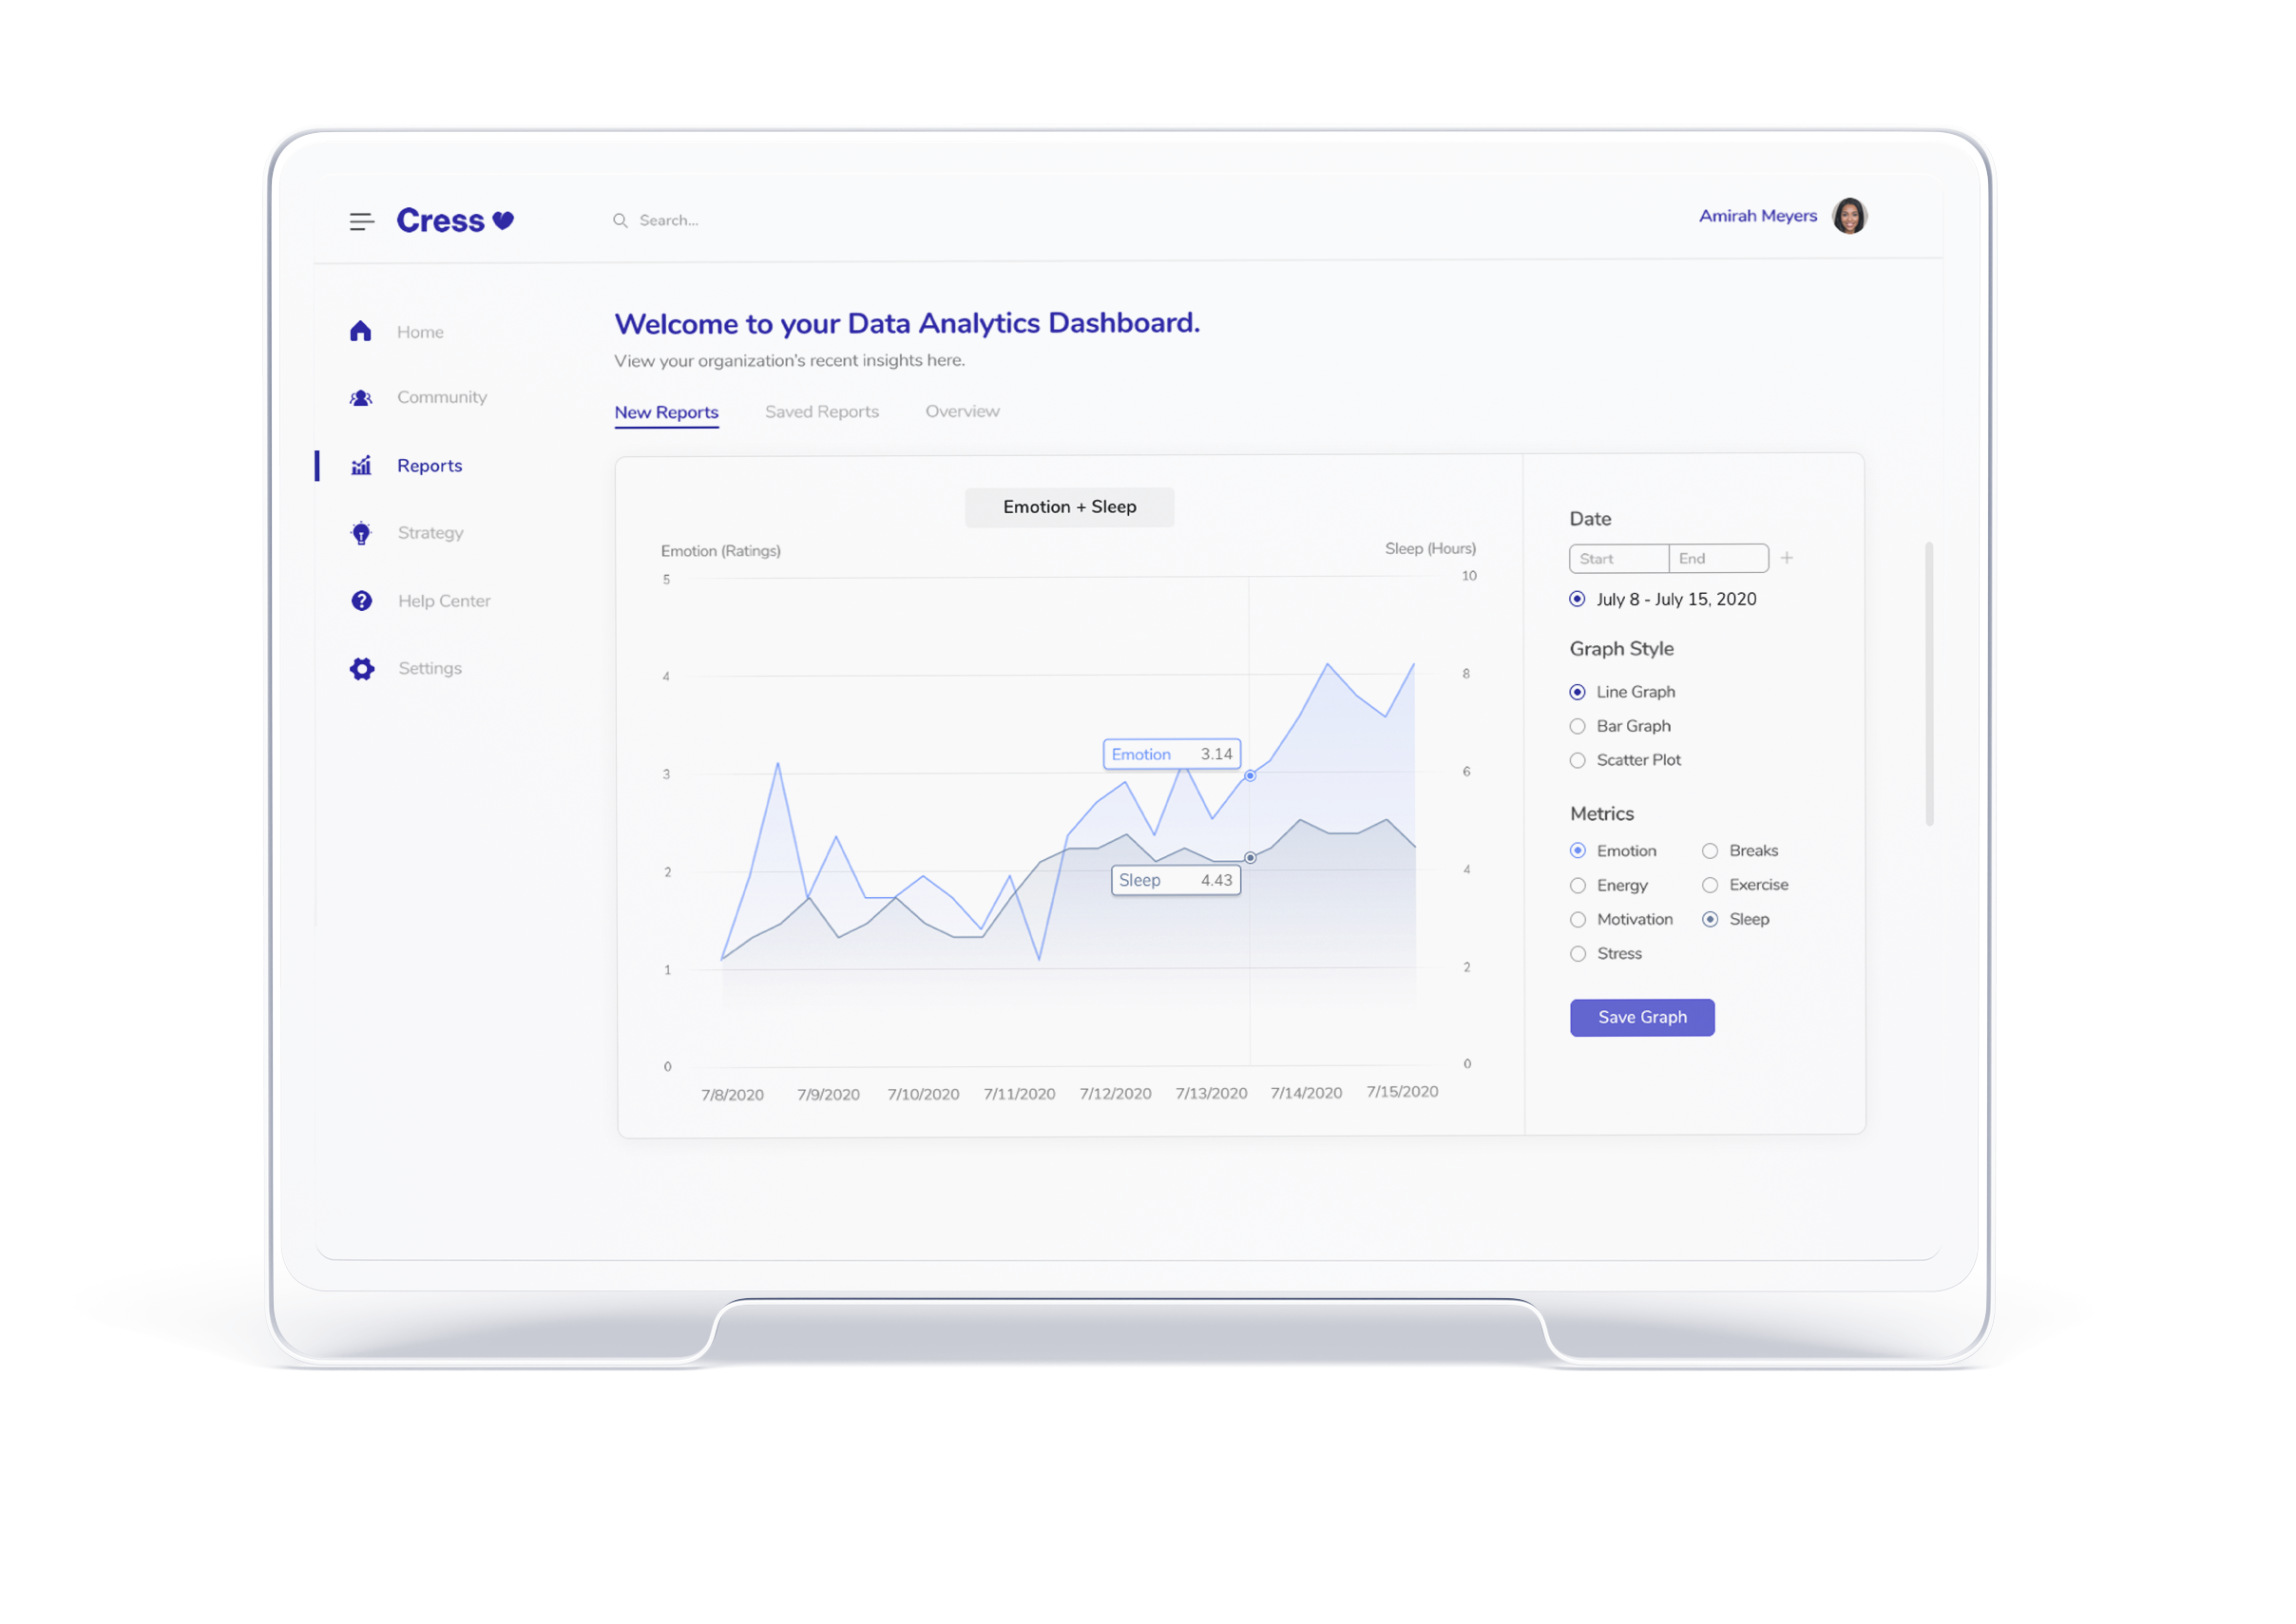 Cress
Search...
Amirah Meyers
Home
Community
Reports
Strategy
Help Center
Settings
Welcome to your Data Analytics Dashboard.
View your organization's recent insights here.
New Reports Saved Reports Overview
Emotion + Sleep
Emotion (Ratings) Sleep (Hours)
5 10
4 8
3 6
2 4
1 2
0 0
Emotion 3.14
Sleep 4.43
7/8/2020 7/9/2020 7/10/2020 7/11/2020 7/12/2020 7/13/2020 7/14/2020 7/15/2020
Date
Start End +
July 8 - July 15, 2020
Graph Style
Line Graph
Bar Graph
Scatter Plot
Metrics
Emotion Breaks
Energy Exercise
Motivation Sleep
Stress
Save Graph